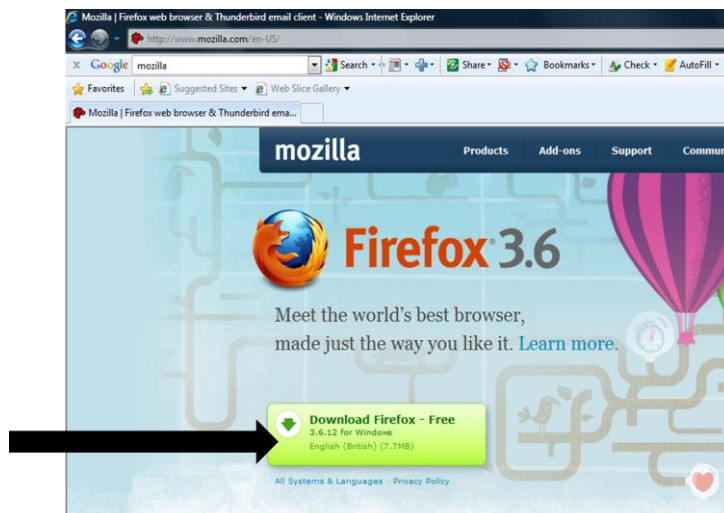 Mozilla | Firefox web browser & Thunderbird email client - Windows Internet Explorer
http://www.mozilla.com/en-US/
x Google mozilla Search Share Bookmarks Check AutoFill
Favorites Suggested Sites Web Slice Gallery
Mozilla | Firefox web browser & Thunderbird ema...
mozilla Products Add-ons Support Commun
Firefox 3.6
Meet the world's best browser,
made just the way you like it. Learn more.
Download Firefox - Free
3.6.12 for Windows
English (British) (7.7MB)
All Systems & Languages Privacy Policy